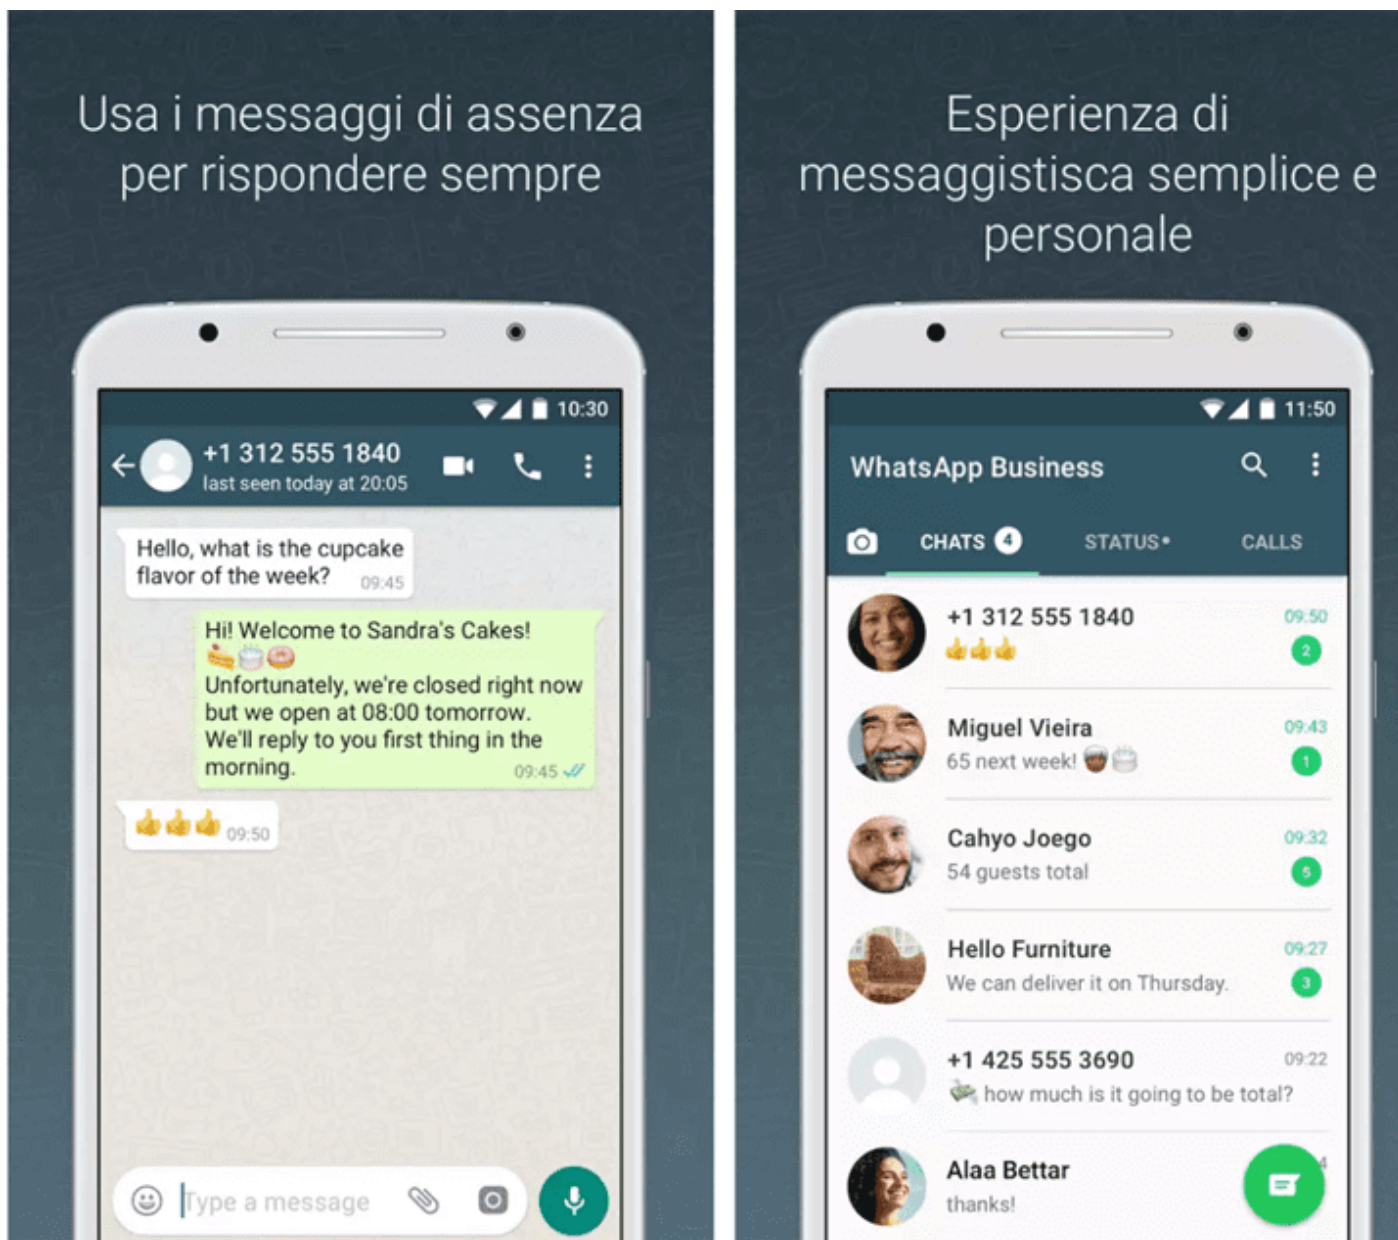 Usa i messaggi di assenza
per rispondere sempre
10:30
+1 312 555 1840
last seen today at 20:05
Hello, what is the cupcake
flavor of the week?
09:45
Hi! Welcome to Sandra's Cakes!
🍰🎂🍩
Unfortunately, we're closed right now
but we open at 08:00 tomorrow.
We'll reply to you first thing in the
morning.
09:45
👍👍👍 09:50
Type a message
Esperienza di
messaggistisca semplice e
personale
11:50
WhatsApp Business
CHATS 4 STATUS• CALLS
+1 312 555 1840 09:50
👍👍👍 2
Miguel Vieira 09:43
65 next week! 🎂 1
Cahyo Joego 09:32
54 guests total 5
Hello Furniture 09:27
We can deliver it on Thursday. 3
+1 425 555 3690 09:22
💸 how much is it going to be total?
Alaa Bettar
thanks!